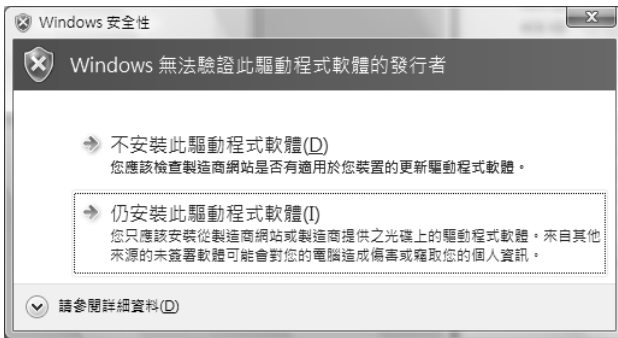 Windows 安全性
Windows 無法驗證此驅動程式軟體的發行者
不安裝此驅動程式軟體(D)
您應該檢查製造商網站是否有適用於您裝置的更新驅動程式軟體。
仍安裝此驅動程式軟體(I)
您只應該安裝從製造商網站或製造商提供之光碟上的驅動程式軟體。來自其他
來源的未簽署軟體可能會對您的電腦造成傷害或竊取您的個人資訊。
請參閱詳細資料(D)